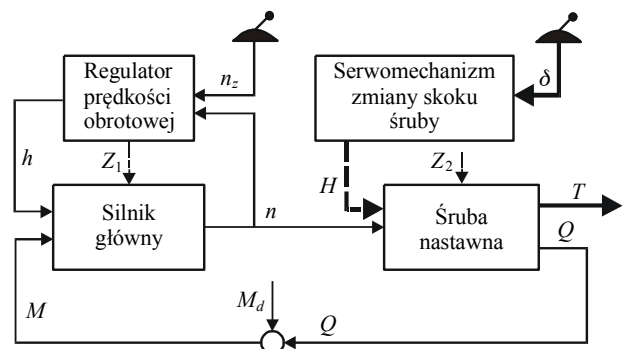 Regulator
prędkości
obrotowej
n_z
Serwomechanizm
zmiany skoku
śruby
δ
h
Z_1
H
Z_2
Silnik
główny
n
Śruba
nastawna
T
Q
M
M_d
Q